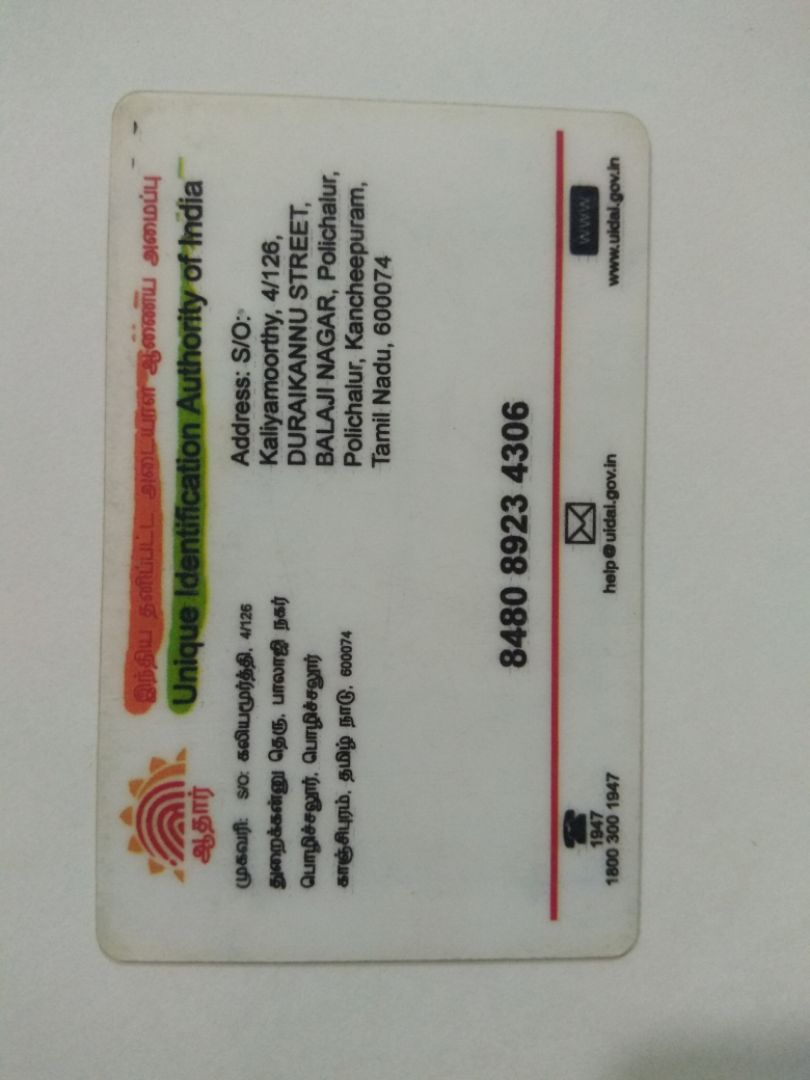 இந்திய தனிப்பட்ட அடையாள ஆணைய அமைப்பு
Unique Identification Authority of India
ஆதார்
முகவரி: S/O: கலியமூர்த்தி, 4/126
துரைக்கன்னு தெரு, பாலாஜி நகர்
பொழிச்சலூர், பொழிச்சலூர்
காஞ்சிபுரம், தமிழ் நாடு, 600074
Address: S/O:
Kaliyamoorthy, 4/126,
DURAIKANNU STREET,
BALAJI NAGAR, Polichalur,
Polichalur, Kancheepuram,
Tamil Nadu, 600074
8480 8923 4306
1947
1800 300 1947
help@uidai.gov.in
WWW
www.uidai.gov.in